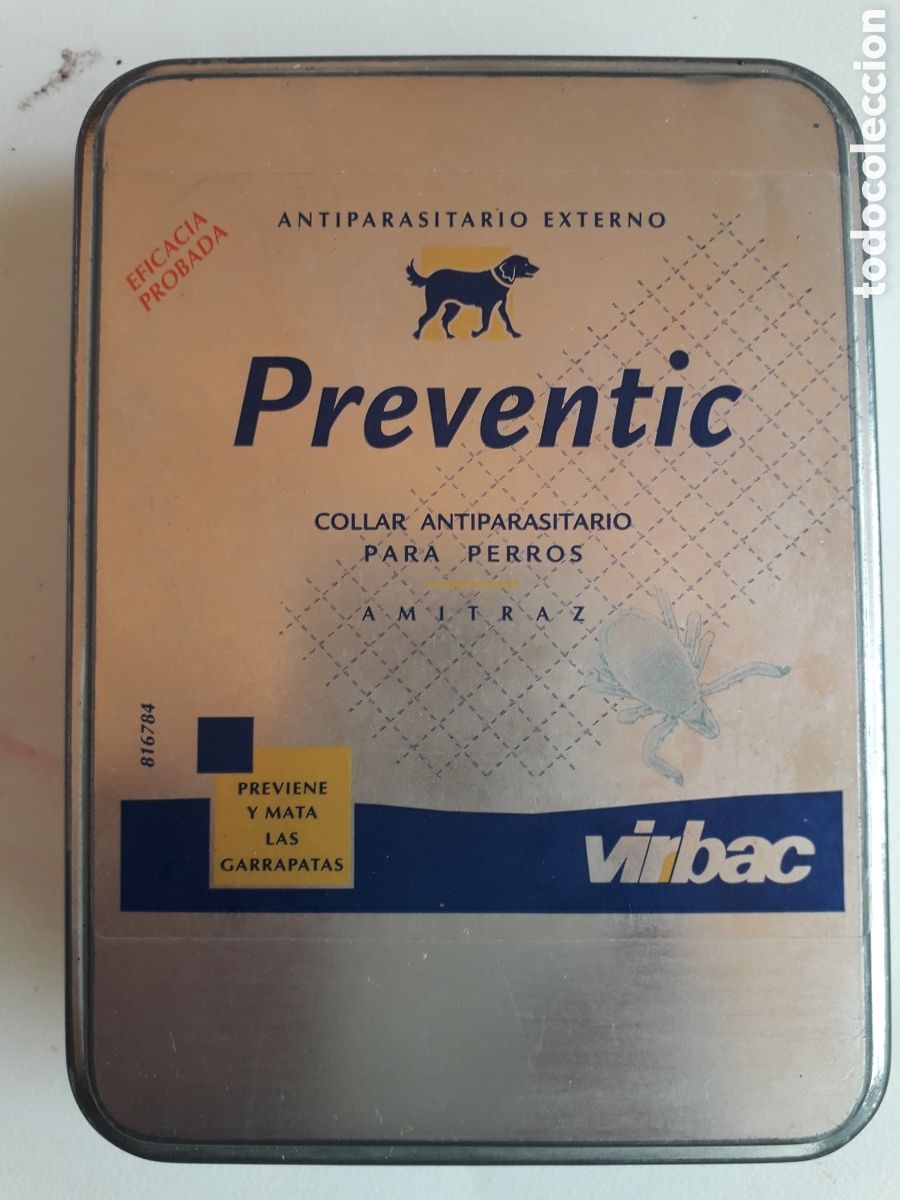 todocoleccion
ANTIPARASITARIO EXTERNO
EFICACIA
PROBADA
Preventic
COLLAR ANTIPARASITARIO
PARA PERROS
AMITRAZ
816784
PREVIENE
Y MATA
LAS
GARRAPATAS
virbac